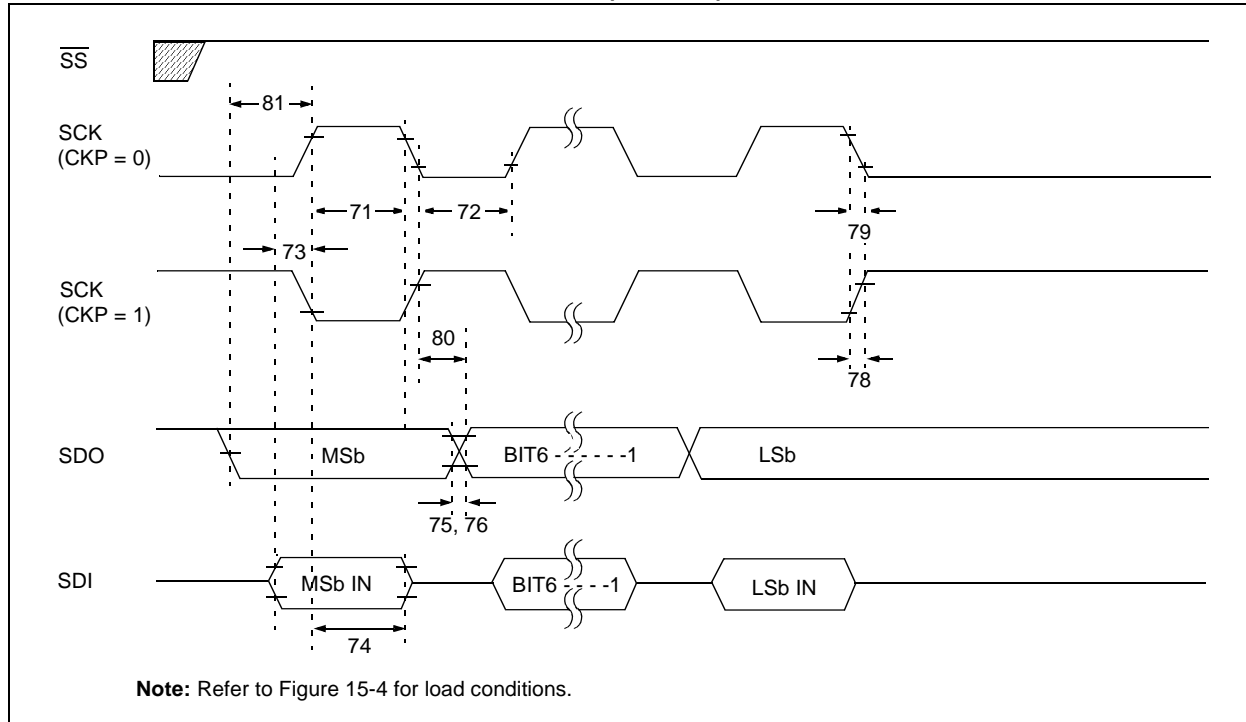 SS
81
SCK
(CKP = 0)
71
72
79
73
SCK
(CKP = 1)
80
78
SDO
MSb
BIT6 - - - - - -1
LSb
75, 76
SDI
MSb IN
BIT6 - - - -1
LSb IN
74
Note: Refer to Figure 15-4 for load conditions.